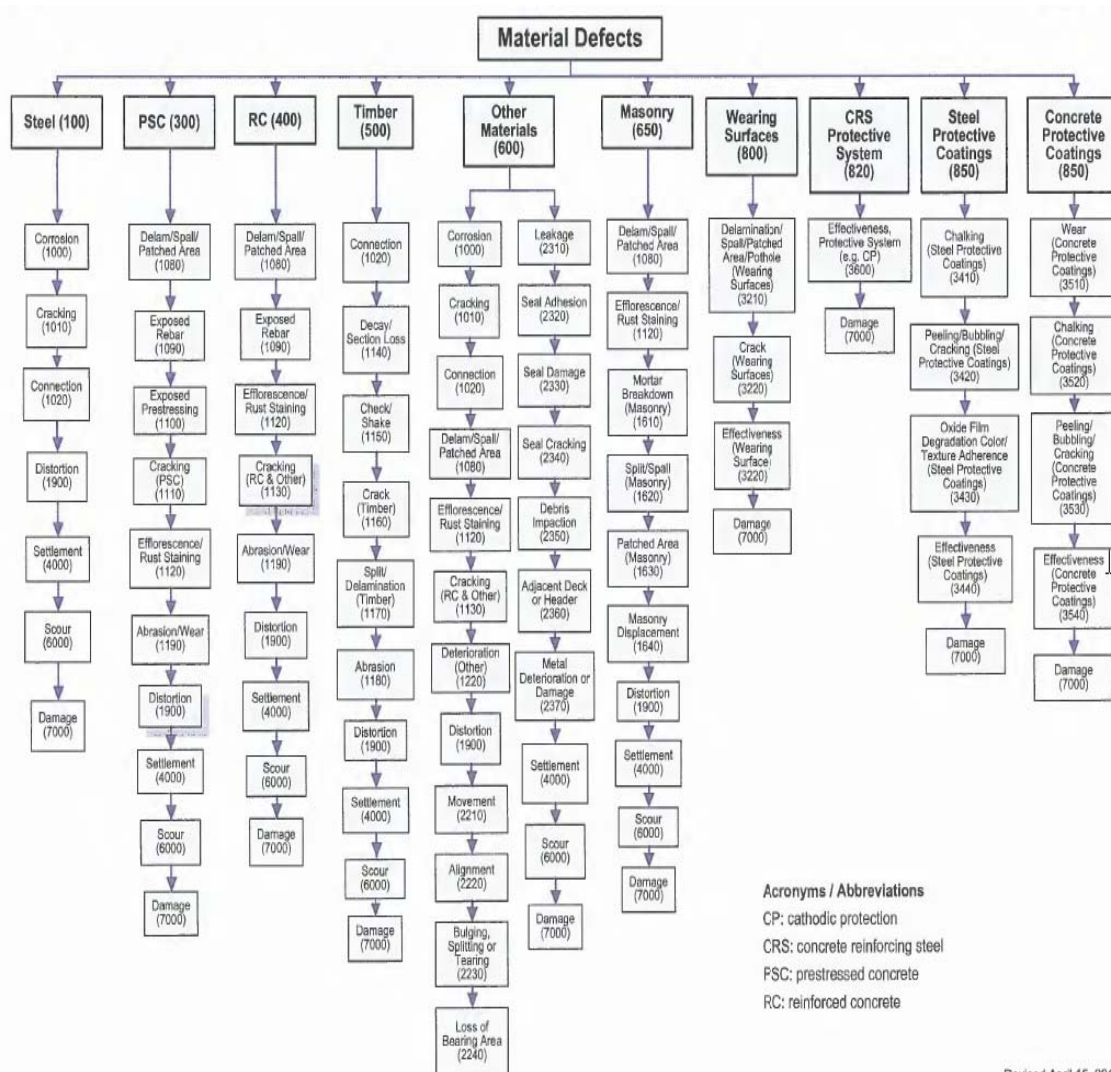 Material Defects
Steel (100)
PSC (300)
RC (400)
Timber
(500)
Other
Materials
(600)
Masonry
(650)
Wearing
Surfaces
(800)
CRS
Protective
System
(820)
Steel
Protective
Coatings
(850)
Concrete
Protective
Coatings
(850)
Corrosion
(1000)
Cracking
(1010)
Connection
(1020)
Distortion
(1900)
Settlement
(4000)
Scour
(6000)
Damage
(7000)
Delam/Spall/
Patched Area
(1080)
Exposed
Rebar
(1090)
Exposed
Prestressing
(1100)
Cracking
(PSC)
(1110)
Efflorescence/
Rust Staining
(1120)
Abrasion/Wear
(1190)
Distortion
(1900)
Settlement
(4000)
Scour
(6000)
Damage
(7000)
Delam/Spall/
Patched Area
(1080)
Exposed
Rebar
(1090)
Efflorescence/
Rust Staining
(1120)
Cracking
(RC & Other)
(1130)
Abrasion/Wear
(1190)
Distortion
(1900)
Settlement
(4000)
Scour
(6000)
Damage
(7000)
Connection
(1020)
Decay/
Section Loss
(1140)
Check/
Shake
(1150)
Crack
(Timber)
(1160)
Split/
Delamination
(Timber)
(1170)
Abrasion
(1180)
Distortion
(1900)
Settlement
(4000)
Scour
(6000)
Damage
(7000)
Corrosion
(1000)
Cracking
(1010)
Connection
(1020)
Delam/Spall/
Patched Area
(1080)
Efflorescence/
Rust Staining
(1120)
Cracking
(RC & Other)
(1130)
Deterioration
(Other)
(1220)
Distortion
(1900)
Movement
(2210)
Alignment
(2220)
Bulging,
Splitting or
Tearing
(2230)
Loss of
Bearing Area
(2240)
Leakage
(2310)
Seal Adhesion
(2320)
Seal Damage
(2330)
Seal Cracking
(2340)
Debris
Impaction
(2350)
Adjacent Deck
or Header
(2360)
Metal
Deterioration or
Damage
(2370)
Settlement
(4000)
Scour
(6000)
Damage
(7000)
Delam/Spall/
Patched Area
(1080)
Efflorescence/
Rust Staining
(1120)
Mortar
Breakdown
(Masonry)
(1610)
Split/Spall
(Masonry)
(1620)
Patched Area
(Masonry)
(1630)
Masonry
Displacement
(1640)
Distortion
(1900)
Settlement
(4000)
Scour
(6000)
Damage
(7000)
Delamination/
Spall/Patched
Area/Pothole
(Wearing
Surfaces)
(3210)
Crack
(Wearing
Surfaces)
(3220)
Effectiveness
(Wearing
Surface)
(3220)
Damage
(7000)
Effectiveness,
Protective System
(e.g. CP)
(3600)
Damage
(7000)
Chalking
(Steel Protective
Coatings)
(3410)
Peeling/Bubbling/
Cracking (Steel
Protective Coatings)
(3420)
Oxide Film
Degradation Color/
Texture Adherence
(Steel Protective
Coatings)
(3430)
Effectiveness
(Steel Protective
Coatings)
(3440)
Damage
(7000)
Wear
(Concrete
Protective
Coatings)
(3510)
Chalking
(Concrete
Protective
Coatings)
(3520)
Peeling/
Bubbling/
Cracking
(Concrete
Protective
Coatings)
(3530)
Effectiveness
(Concrete
Protective
Coatings)
(3540)
Damage
(7000)
Acronyms / Abbreviations
CP: cathodic protection
CRS: concrete reinforcing steel
PSC: prestressed concrete
RC: reinforced concrete